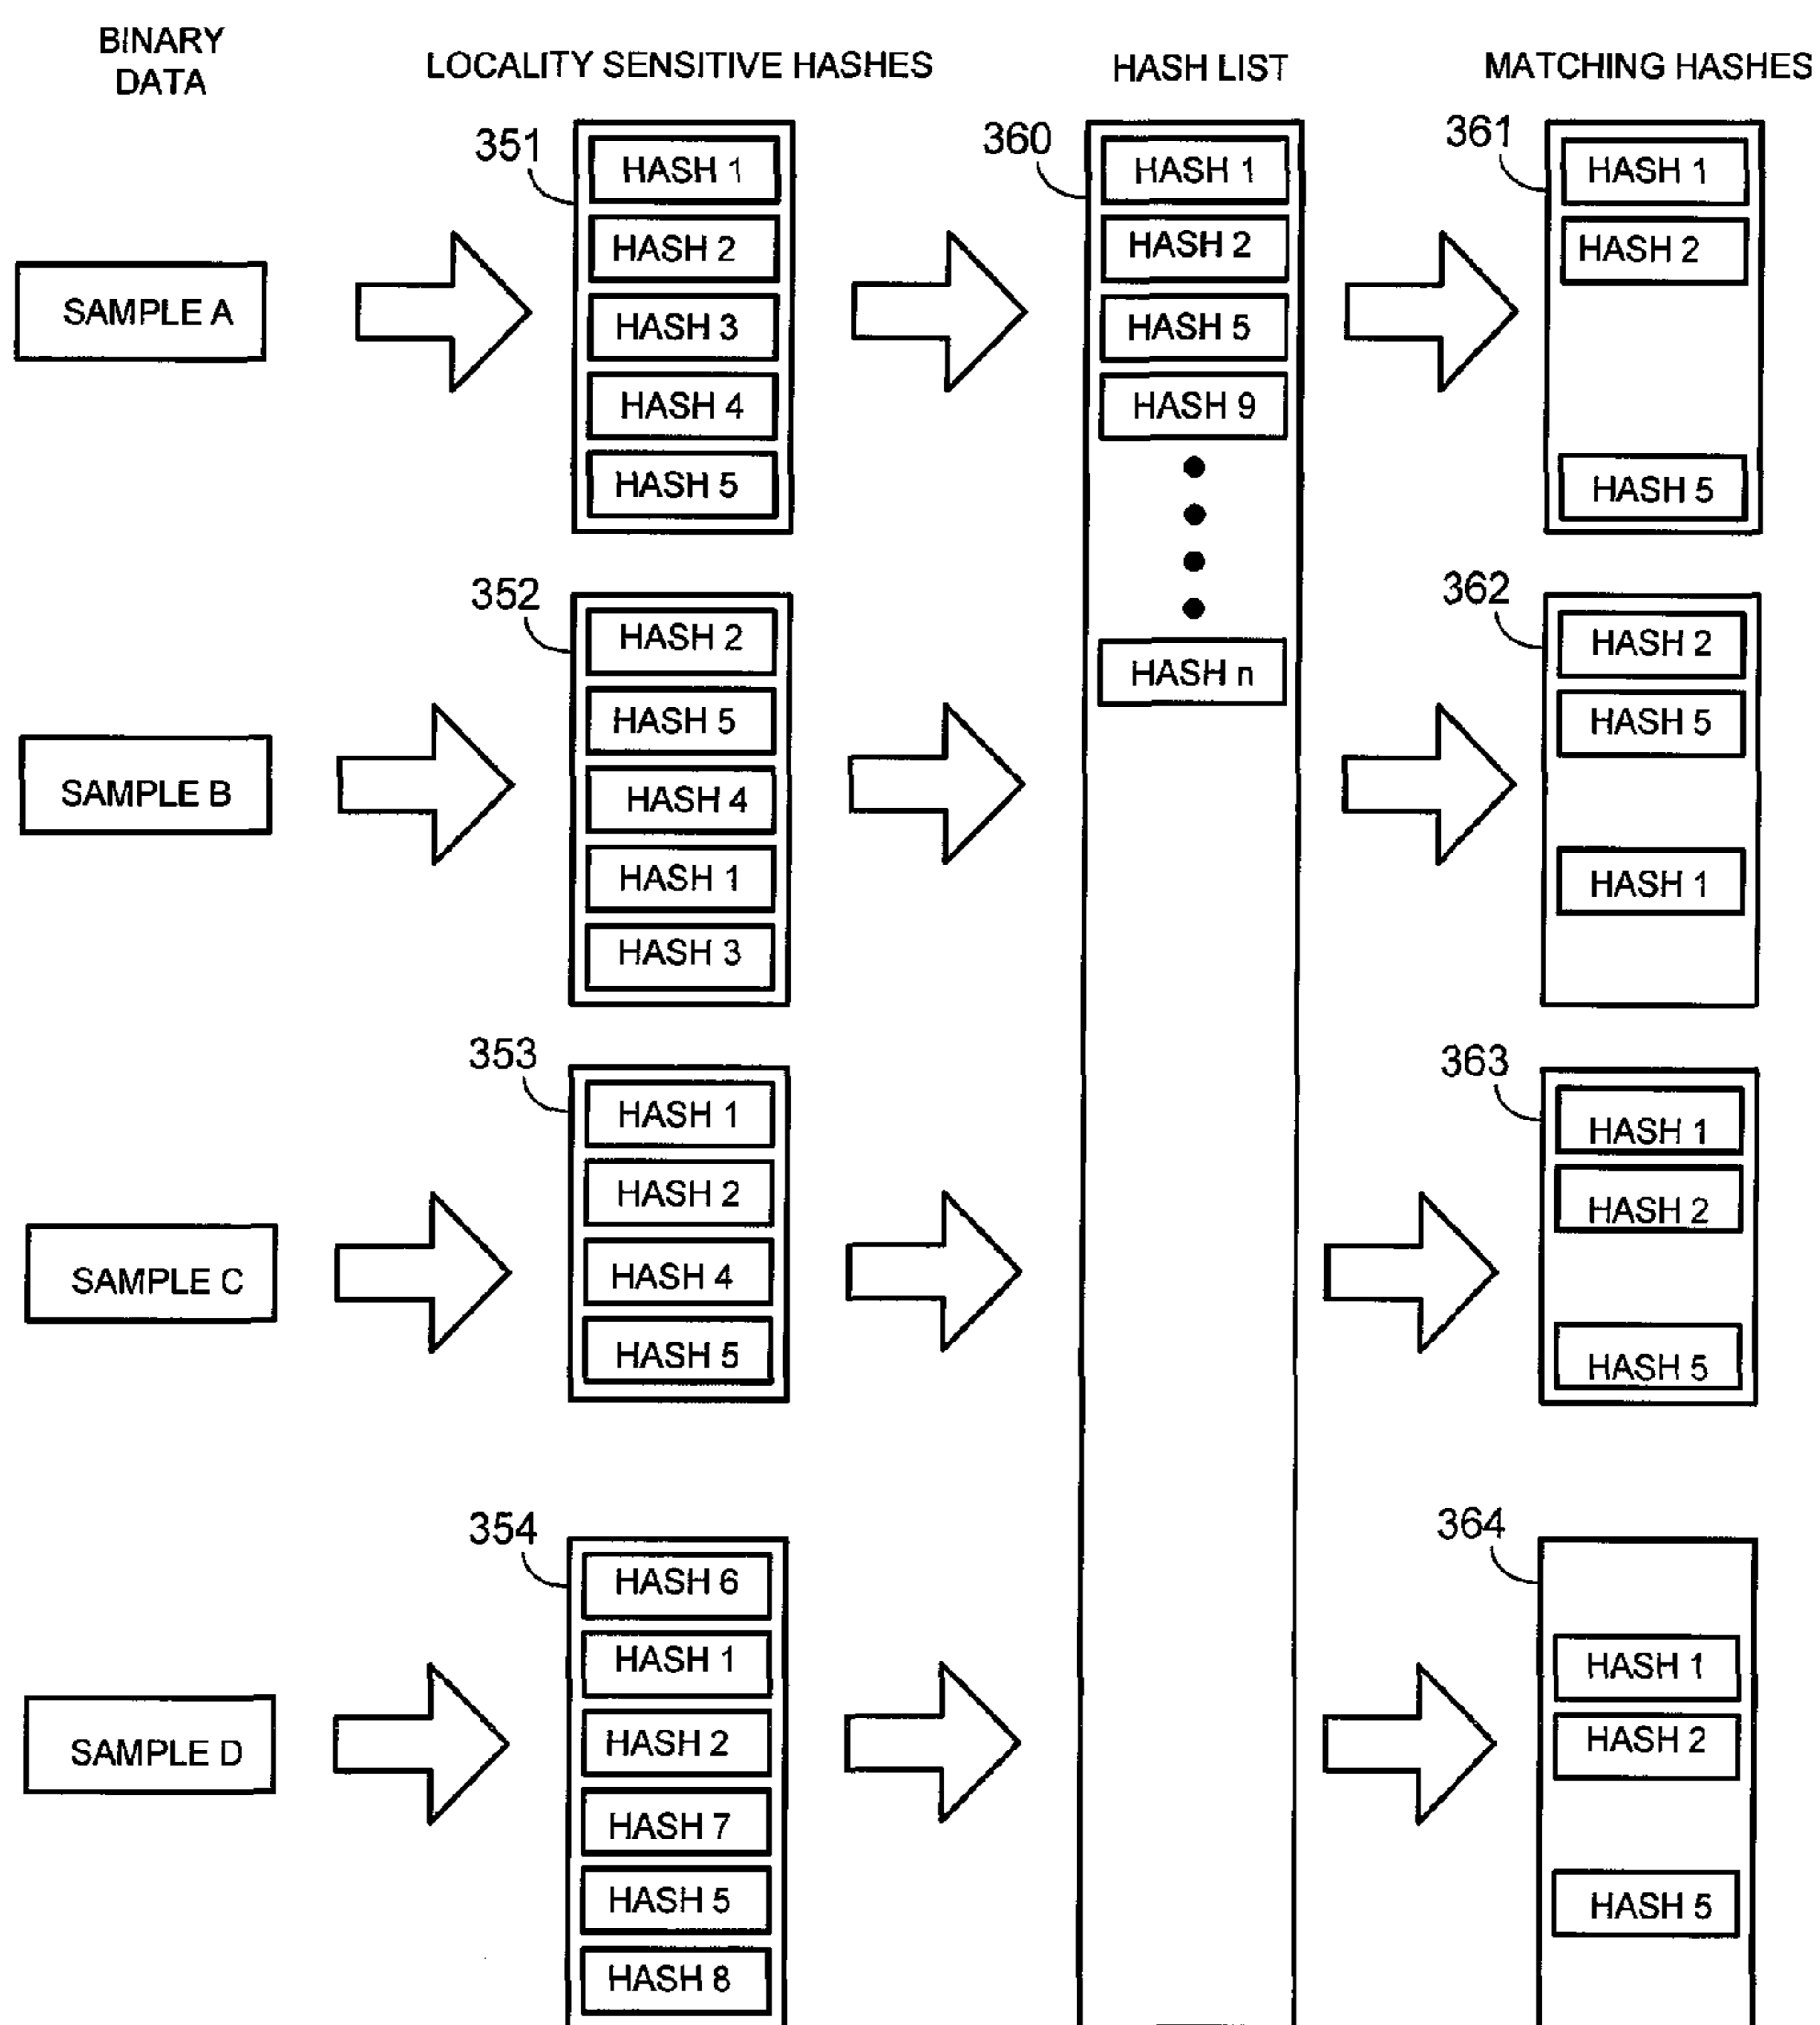 BINARY
DATA
LOCALITY SENSITIVE HASHES
HASH LIST
MATCHING HASHES
351
HASH 1
HASH 2
HASH 3
HASH 4
HASH 5
360
HASH 1
HASH 2
HASH 5
HASH 9
HASH n
361
HASH 1
HASH 2
HASH 5
SAMPLE A
352
HASH 2
HASH 5
HASH 4
HASH 1
HASH 3
362
HASH 2
HASH 5
HASH 1
SAMPLE B
353
HASH 1
HASH 2
HASH 4
HASH 5
363
HASH 1
HASH 2
HASH 5
SAMPLE C
354
HASH 6
HASH 1
HASH 2
HASH 7
HASH 5
HASH 8
364
HASH 1
HASH 2
HASH 5
SAMPLE D